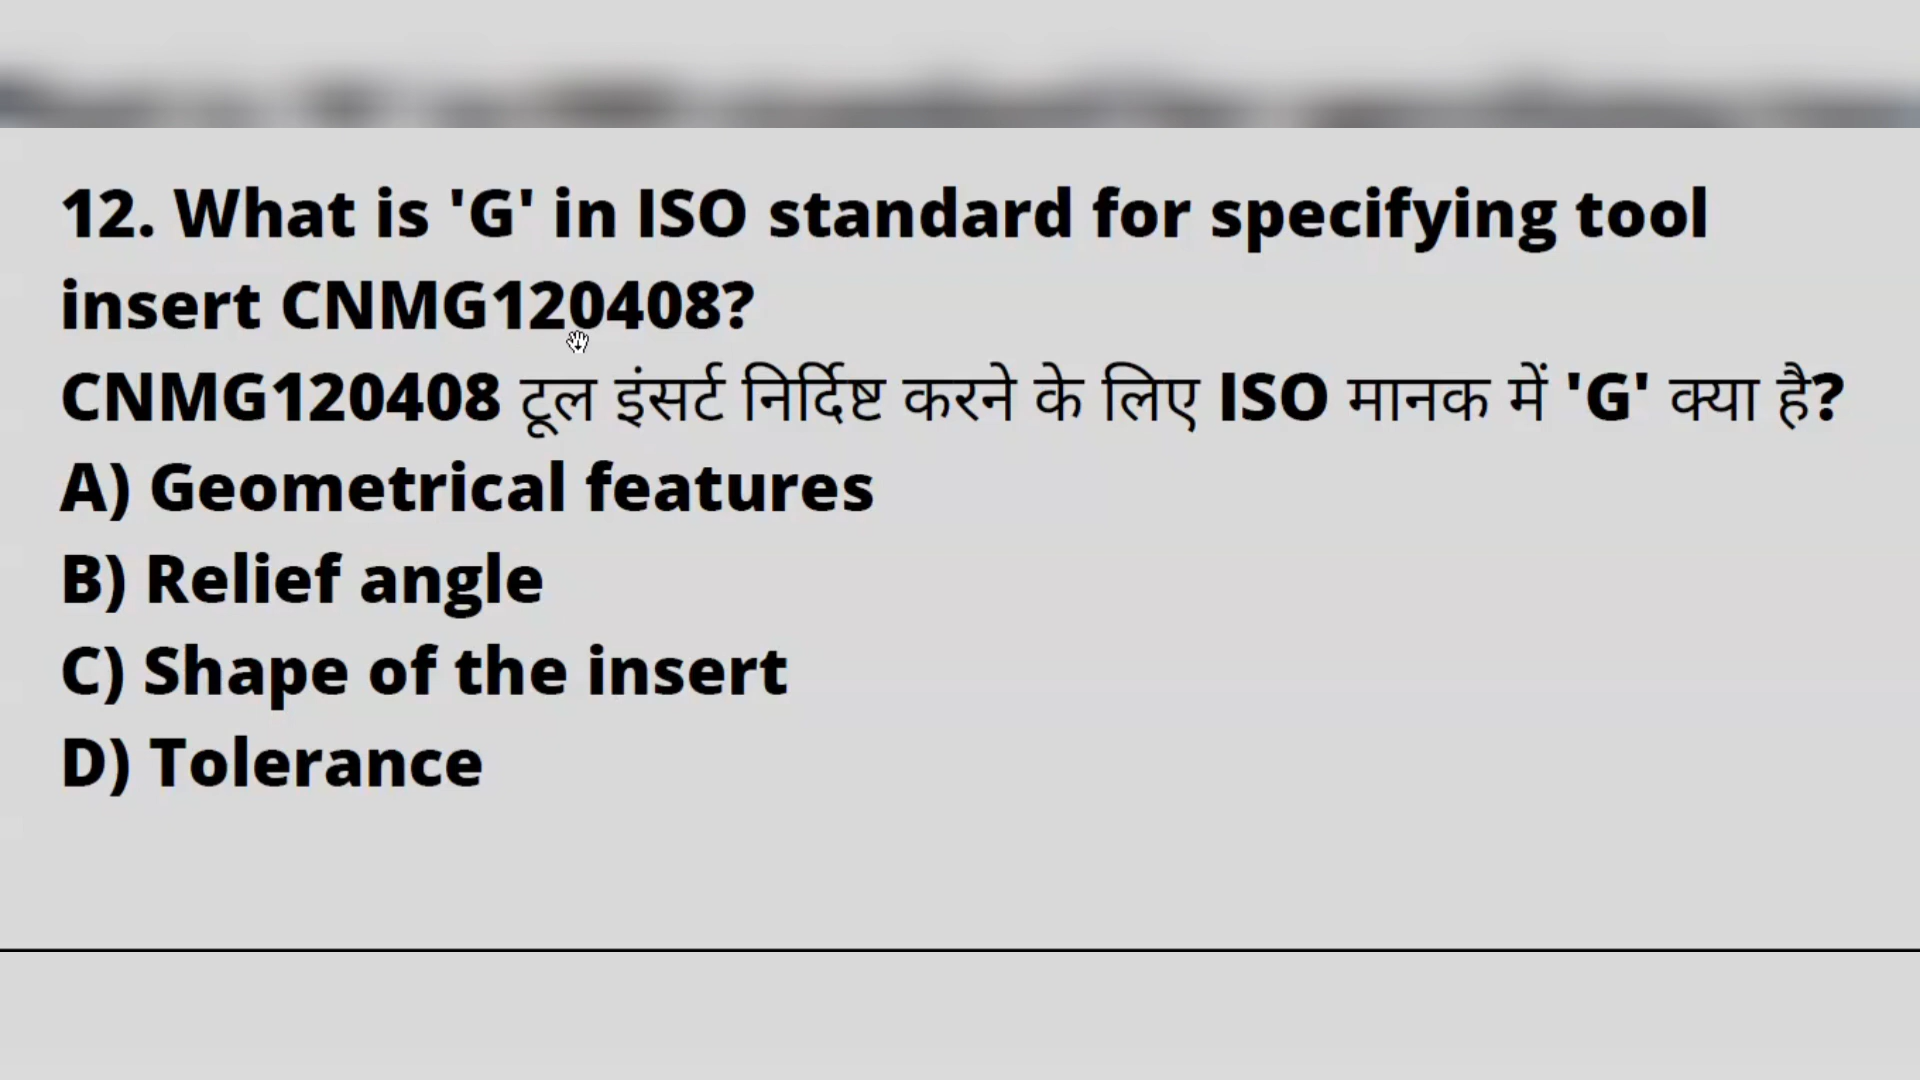 12. What is 'G' in ISO standard for specifying tool
insert CNMG120408?
CNMG120408 टूल इंसर्ट निर्दिष्ट करने के लिए ISO मानक में 'G' क्या है?
A) Geometrical features
B) Relief angle
C) Shape of the insert
D) Tolerance